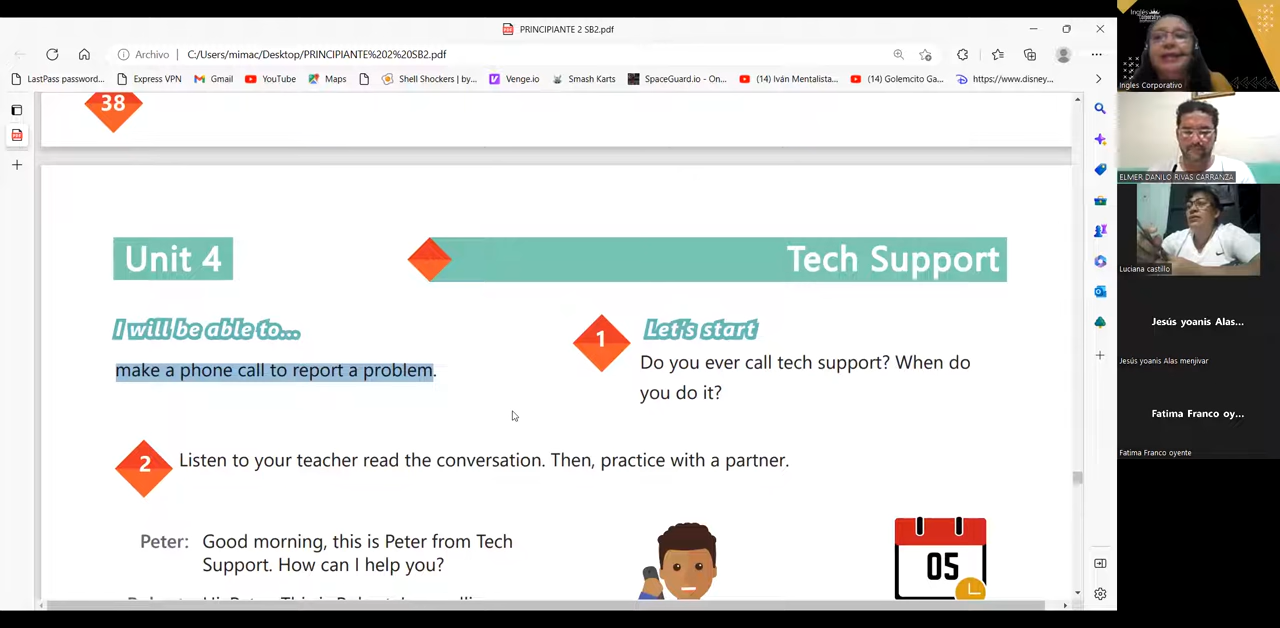 PRINCIPIANTE 2 SB2.pdf
Archivo
C:/Users/mimac/Desktop/PRINCIPIANTE%202%20SB2.pdf
LastPass password...
Express VPN
Gmail
YouTube
Maps
Shell Shockers | by...
Venge.io
Smash Karts
SpaceGuard.io - On...
(14) Iván Mentalista...
(14) Golemcito Ga...
https://www.disney...
38
Unit 4
Tech Support
I will be able to...
make a phone call to report a problem.
1
Let's start
Do you ever call tech support? When do
you do it?
2
Listen to your teacher read the conversation. Then, practice with a partner.
Peter: Good morning, this is Peter from Tech
Support. How can I help you?
05
Inglés
Corporativo
Ingles Corporativo
ELMER DANILO RIVAS CARRANZA
Luciana castillo
Jesús yoanis Alas...
Jesús yoanis Alas menjivar
Fatima Franco oy...
Fatima Franco oyente